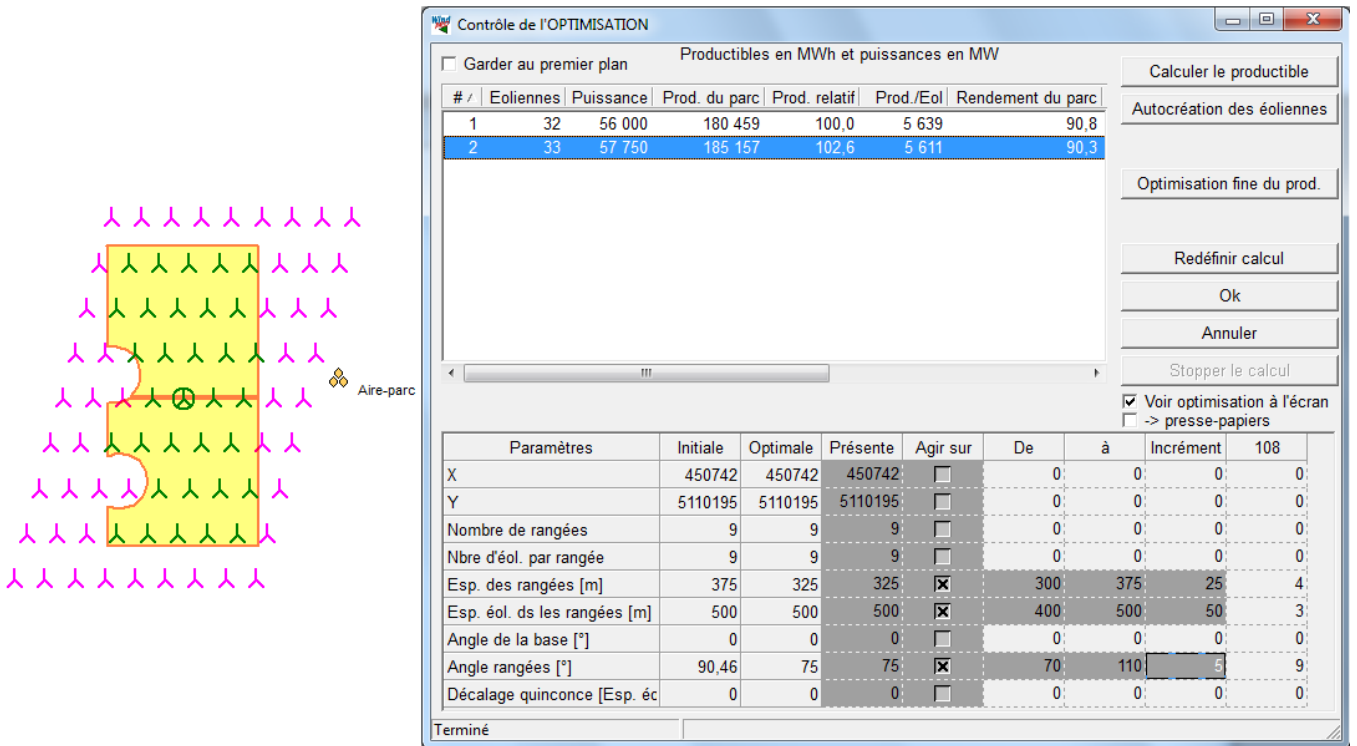 Contrôle de l'OPTIMISATION
Garder au premier plan
Productibles en MWh et puissances en MW
Calculer le productible
# Eoliennes Puissance Prod. du parc Prod. relatif Prod./Eol Rendement du parc
Autocréation des éoliennes
1 32 56 000 180 459 100,0 5 639 90,8
2 33 57 750 185 157 102,6 5 611 90,3
Optimisation fine du prod.
Redéfinir calcul
Ok
Annuler
Stopper le calcul
Aire-parc
Voir optimisation à l'écran
-> presse-papiers
Paramètres Initiale Optimale Présente Agir sur De à Incrément 108
X 450742 450742 450742 0 0 0 0
Y 5110195 5110195 5110195 0 0 0 0
Nombre de rangées 9 9 9 0 0 0 0
Nbre d'éol. par rangée 9 9 9 0 0 0 0
Esp. des rangées [m] 375 325 325 300 375 25 4
Esp. éol. ds les rangées [m] 500 500 500 400 500 50 3
Angle de la base [°] 0 0 0 0 0 0 0
Angle rangées [°] 90,46 75 75 70 110 5 9
Décalage quinconce [Esp. éc 0 0 0 0 0 0 0
Terminé